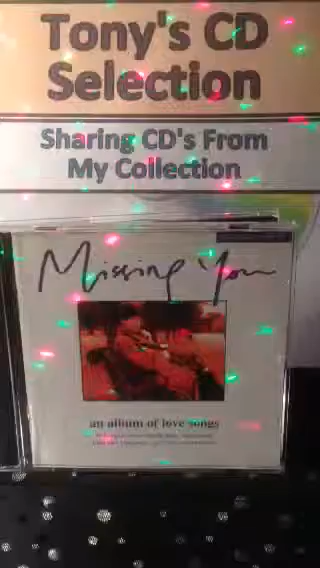 Tony's CD
Selection
Sharing CD's From
My Collection
Missing You
an album of love songs